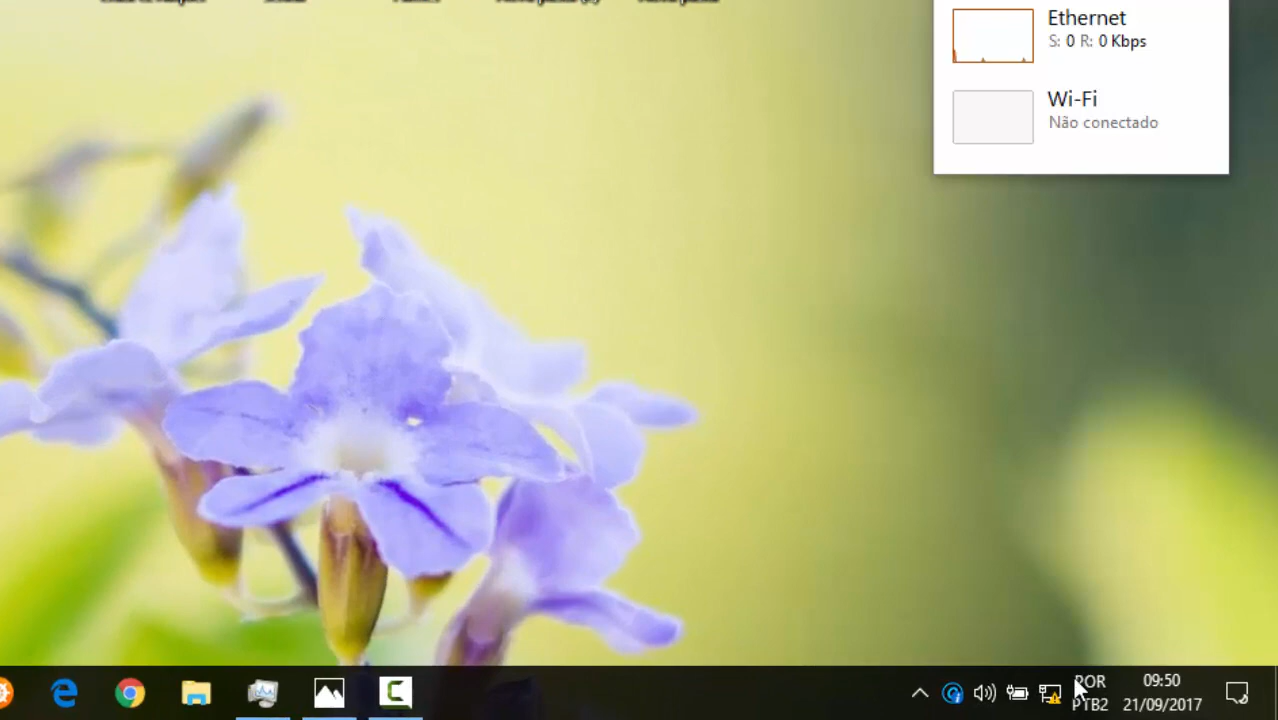 Ethernet
S: 0 R: 0 Kbps
Wi-Fi
Não conectado
POR
PTB2
09:50
21/09/2017